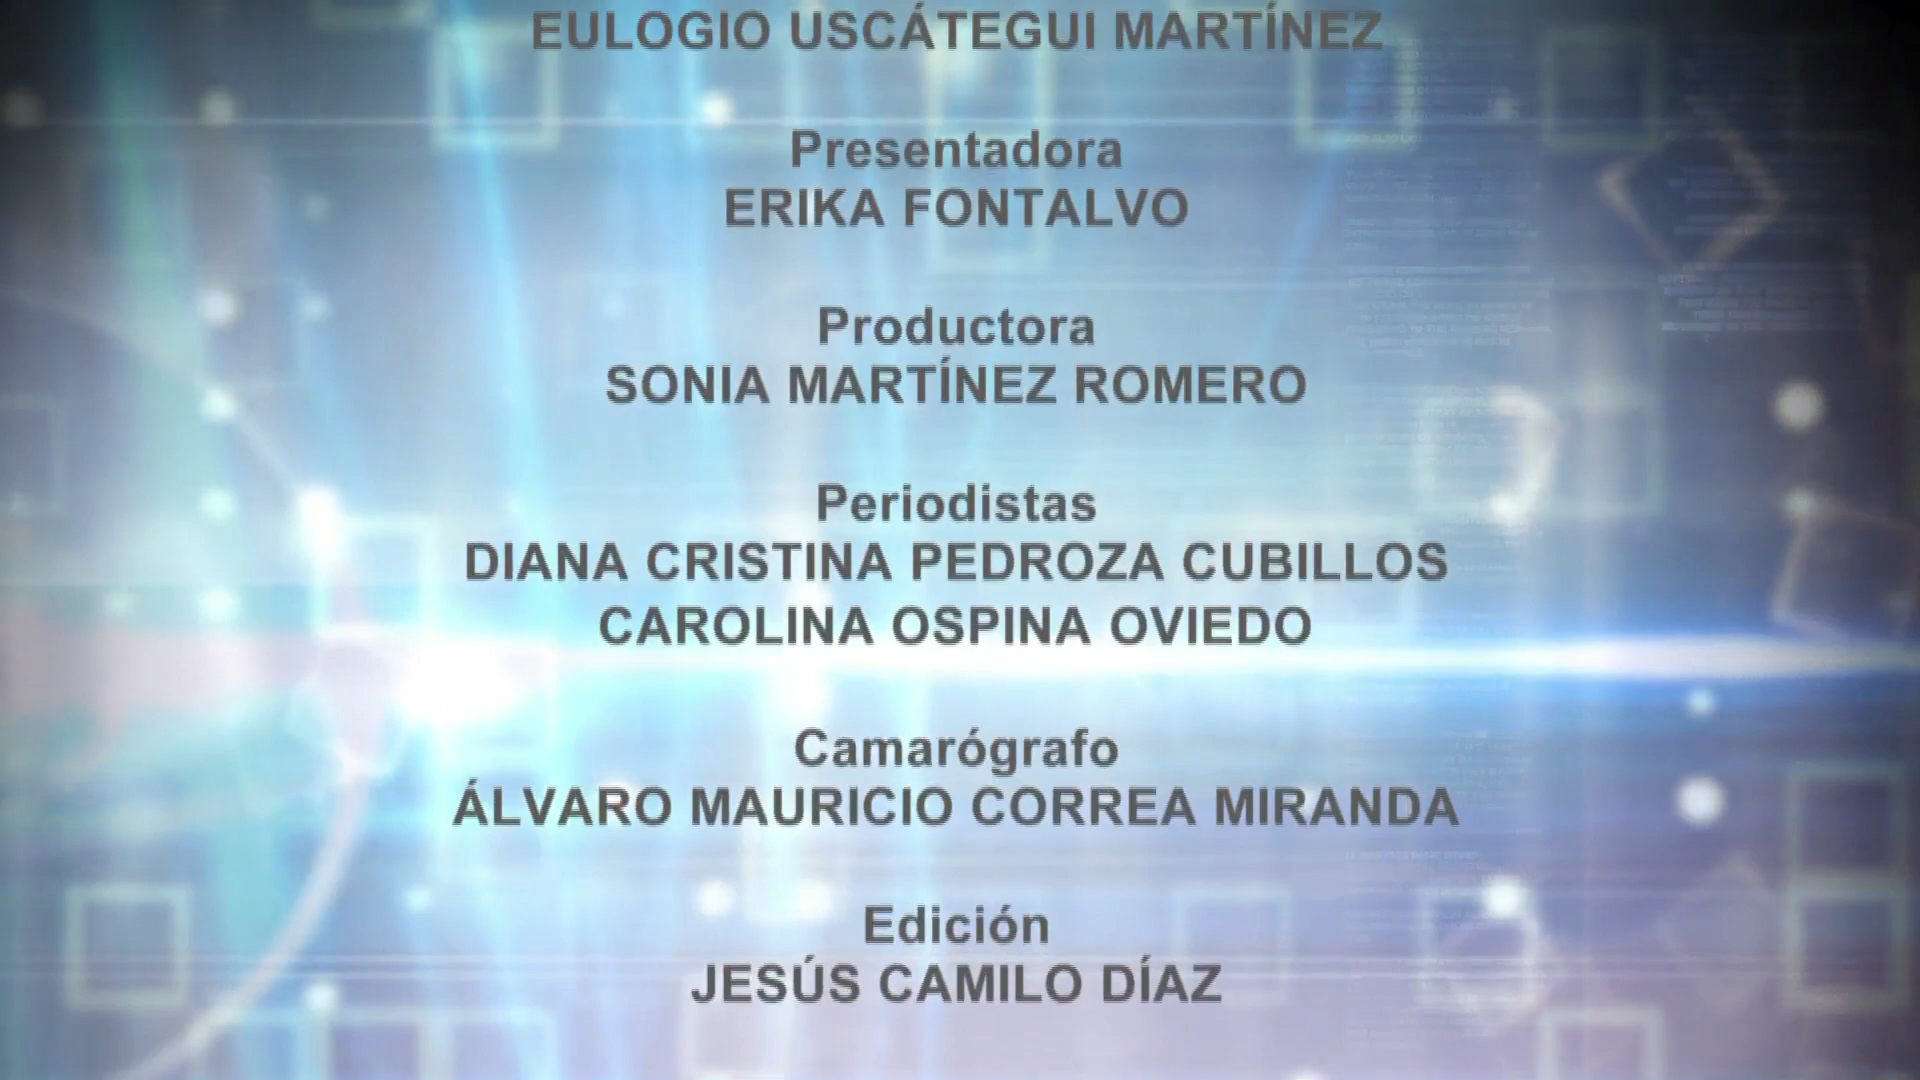 EULOGIO USCÁTEGUI MARTÍNEZ
Presentadora
ERIKA FONTALVO
Productora
SONIA MARTÍNEZ ROMERO
Periodistas
DIANA CRISTINA PEDROZA CUBILLOS
CAROLINA OSPINA OVIEDO
Camarógrafo
ÁLVARO MAURICIO CORREA MIRANDA
Edición
JESÚS CAMILO DÍAZ